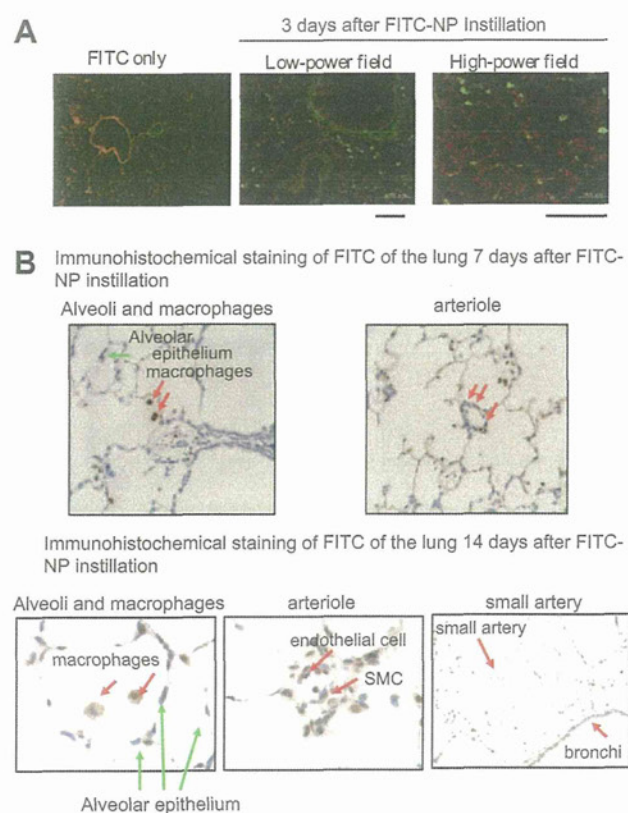 A
3 days after FITC-NP Instillation
FITC only
Low-power field
High-power field
B
Immunohistochemical staining of FITC of the lung 7 days after FITC-
NP instillation
Alveoli and macrophages
arteriole
Alveolar
epithelium
macrophages
Immunohistochemical staining of FITC of the lung 14 days after FITC-
NP instillation
Alveoli and macrophages
arteriole
small artery
macrophages
endothelial cell
SMC
small artery
bronchi
Alveolar epithelium